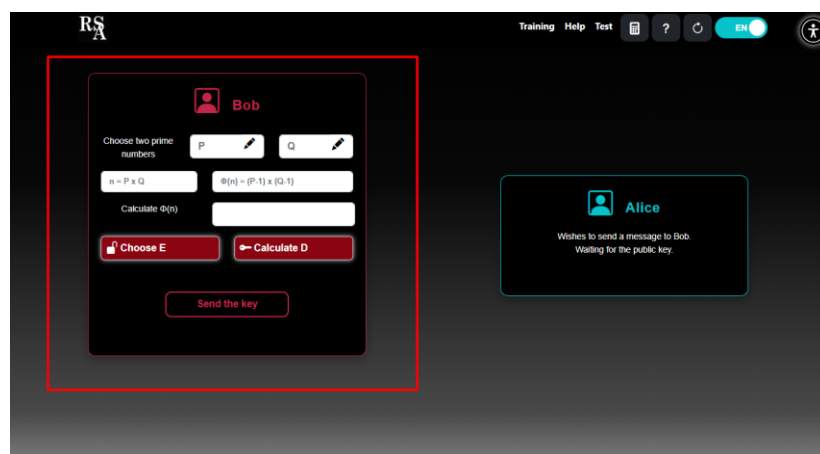 RSA
Training Help Test ? EN
Bob
Choose two prime
numbers
P
Q
n = P x Q
Φ(n) = (P-1) x (Q-1)
Calculate Φ(n)
Choose E
Calculate D
Send the key
Alice
Wishes to send a message to Bob.
Waiting for the public key.